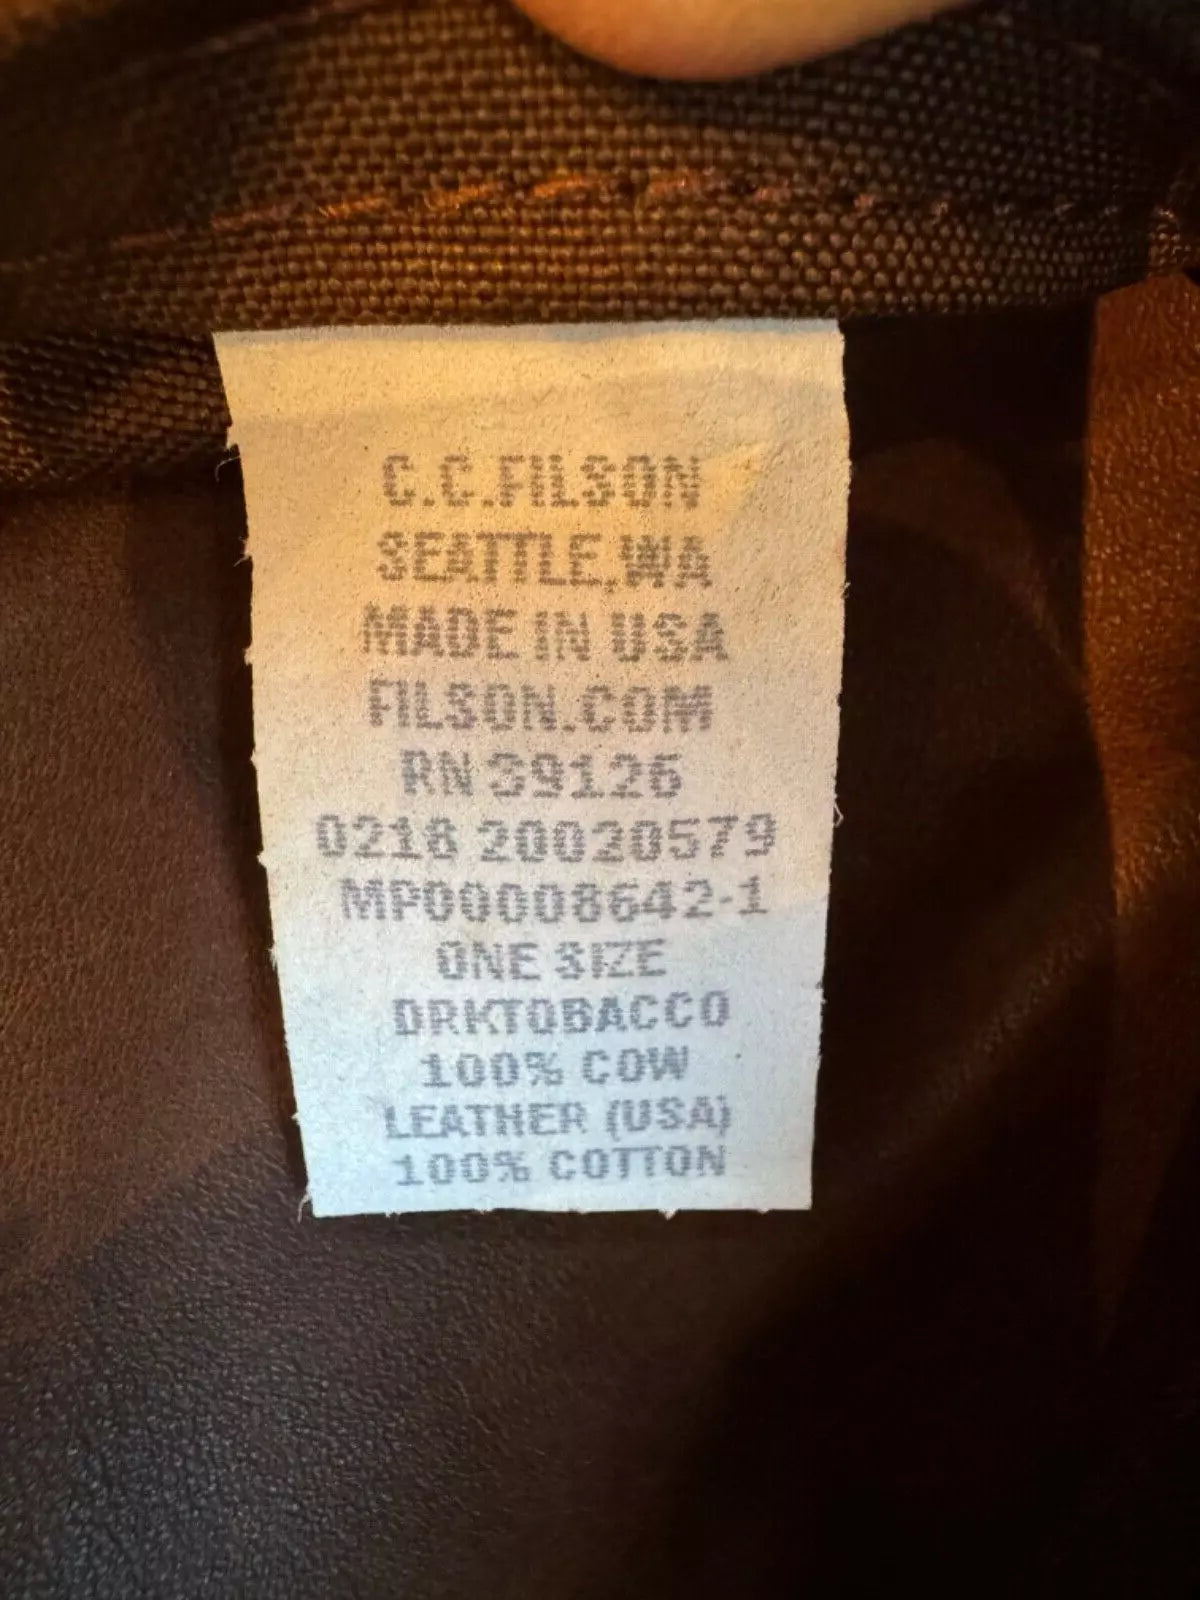 C.C.FILSON
SEATTLE,WA
MADE IN USA
FILSON.COM
RN 39126
0216 20020579
MP00008642-1
ONE SIZE
DRKTOBACCO
100% COW
LEATHER (USA)
100% COTTON